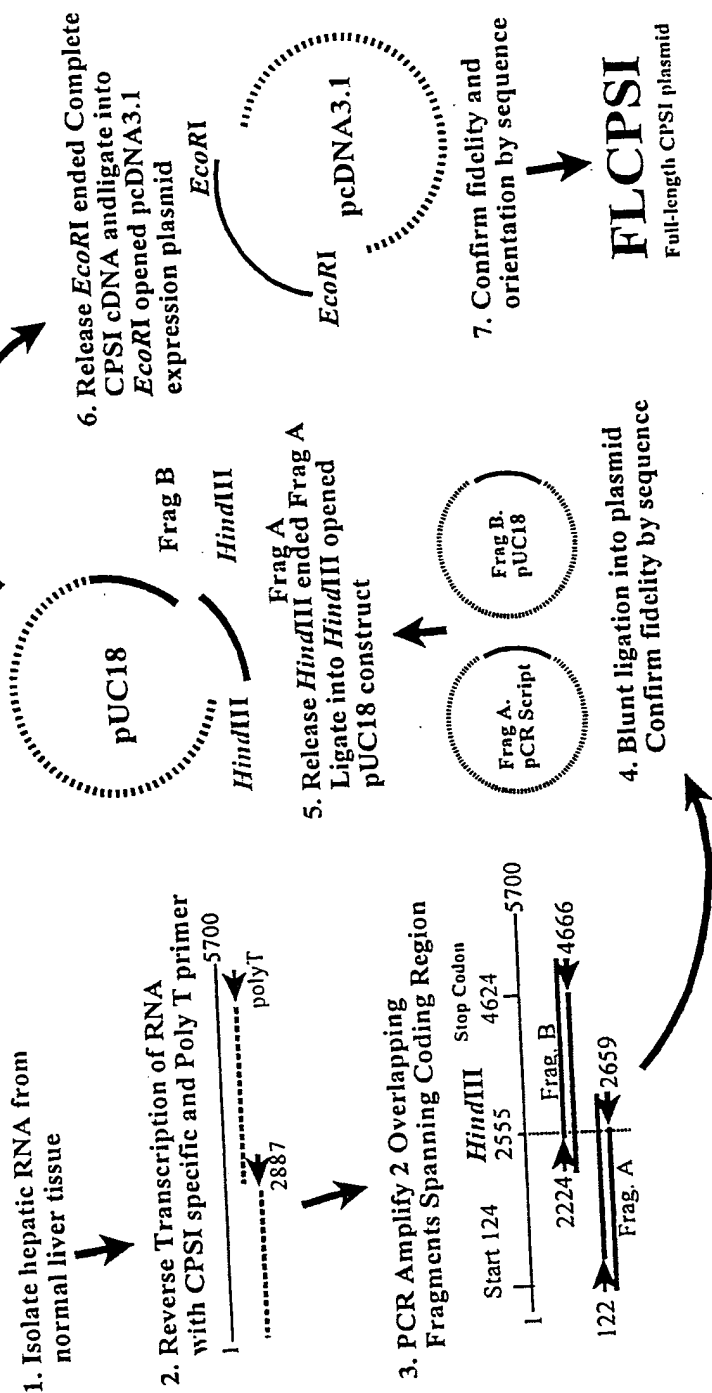 1. Isolate hepatic RNA from
normal liver tissue
2. Reverse Transcription of RNA
with CPSI specific and Poly T primer
1
5700
polyT
2887
3. PCR Amplify 2 Overlapping
Fragments Spanning Coding Region
Start 124
HindIII
2555
Stop Codon
4624
1
5700
2224
Frag. B
4666
122
2659
Frag. A
4. Blunt ligation into plasmid
Confirm fidelity by sequence
Frag A.
pCR Script
Frag B.
pUC18
Frag A
5. Release HindIII ended Frag A
Ligate into HindIII opened
pUC18 construct
pUC18
HindIII
Frag B
HindIII
6. Release EcoRI ended Complete
CPSI cDNA andligate into
EcoRI opened pcDNA3.1
expression plasmid
EcoRI
EcoRI
pcDNA3.1
7. Confirm fidelity and
orientation by sequence
FLCPSI
Full-length CPSI plasmid